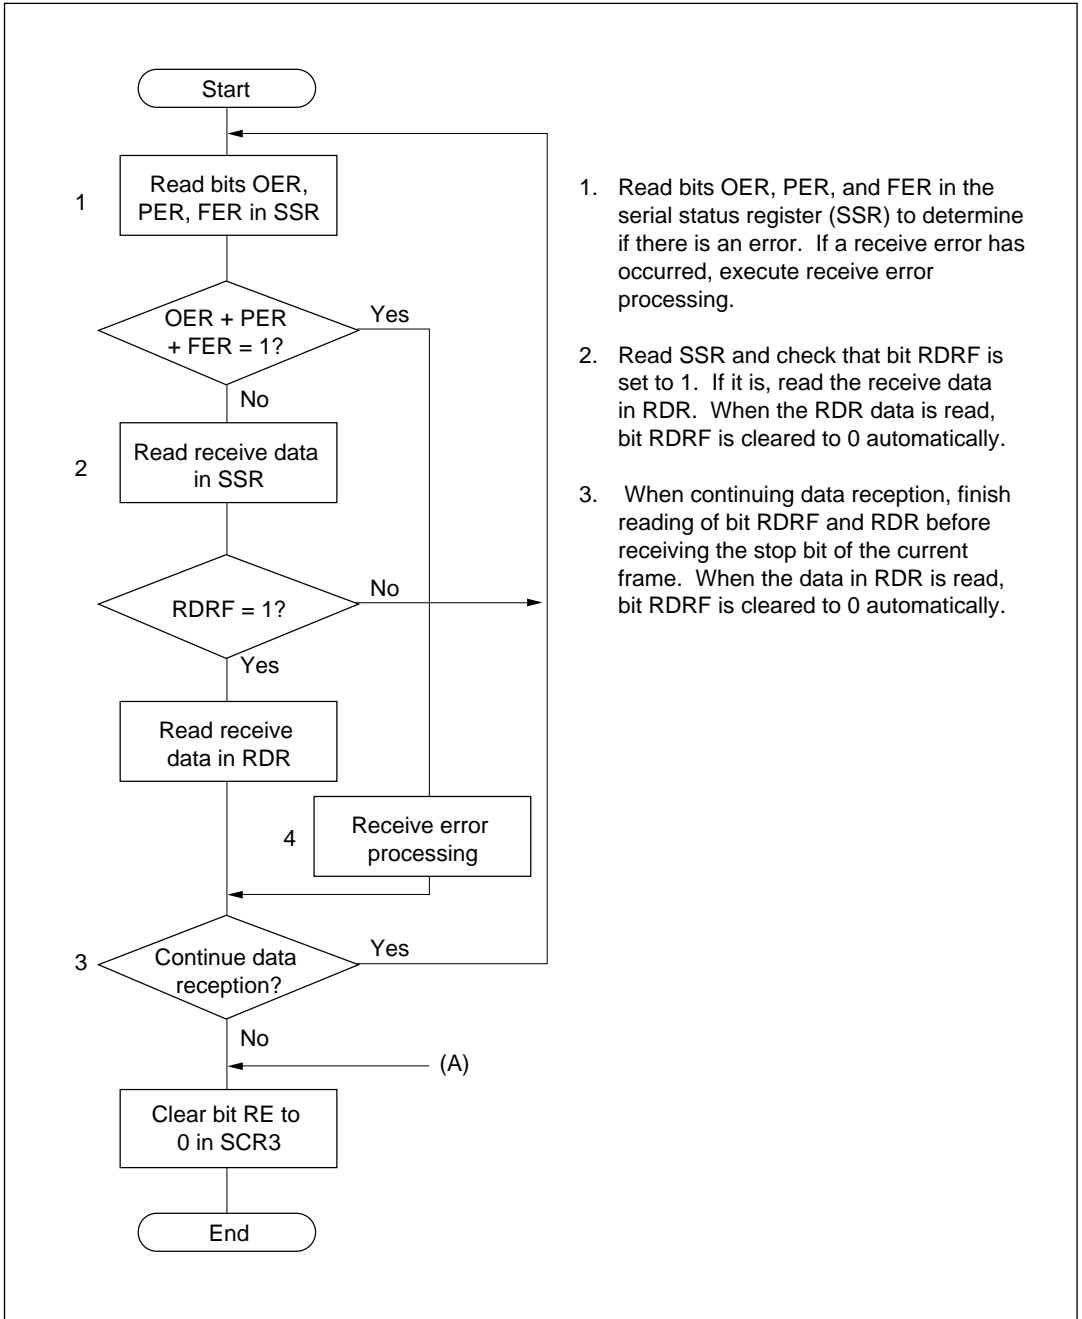 Start
1
Read bits OER,
PER, FER in SSR
OER + PER
+ FER = 1?
Yes
No
2
Read receive data
in SSR
RDRF = 1?
No
Yes
Read receive
data in RDR
4
Receive error
processing
3
Continue data
reception?
Yes
No
(A)
Clear bit RE to
0 in SCR3
End
1. Read bits OER, PER, and FER in the
serial status register (SSR) to determine
if there is an error. If a receive error has
occurred, execute receive error
processing.
2. Read SSR and check that bit RDRF is
set to 1. If it is, read the receive data
in RDR. When the RDR data is read,
bit RDRF is cleared to 0 automatically.
3. When continuing data reception, finish
reading of bit RDRF and RDR before
receiving the stop bit of the current
frame. When the data in RDR is read,
bit RDRF is cleared to 0 automatically.